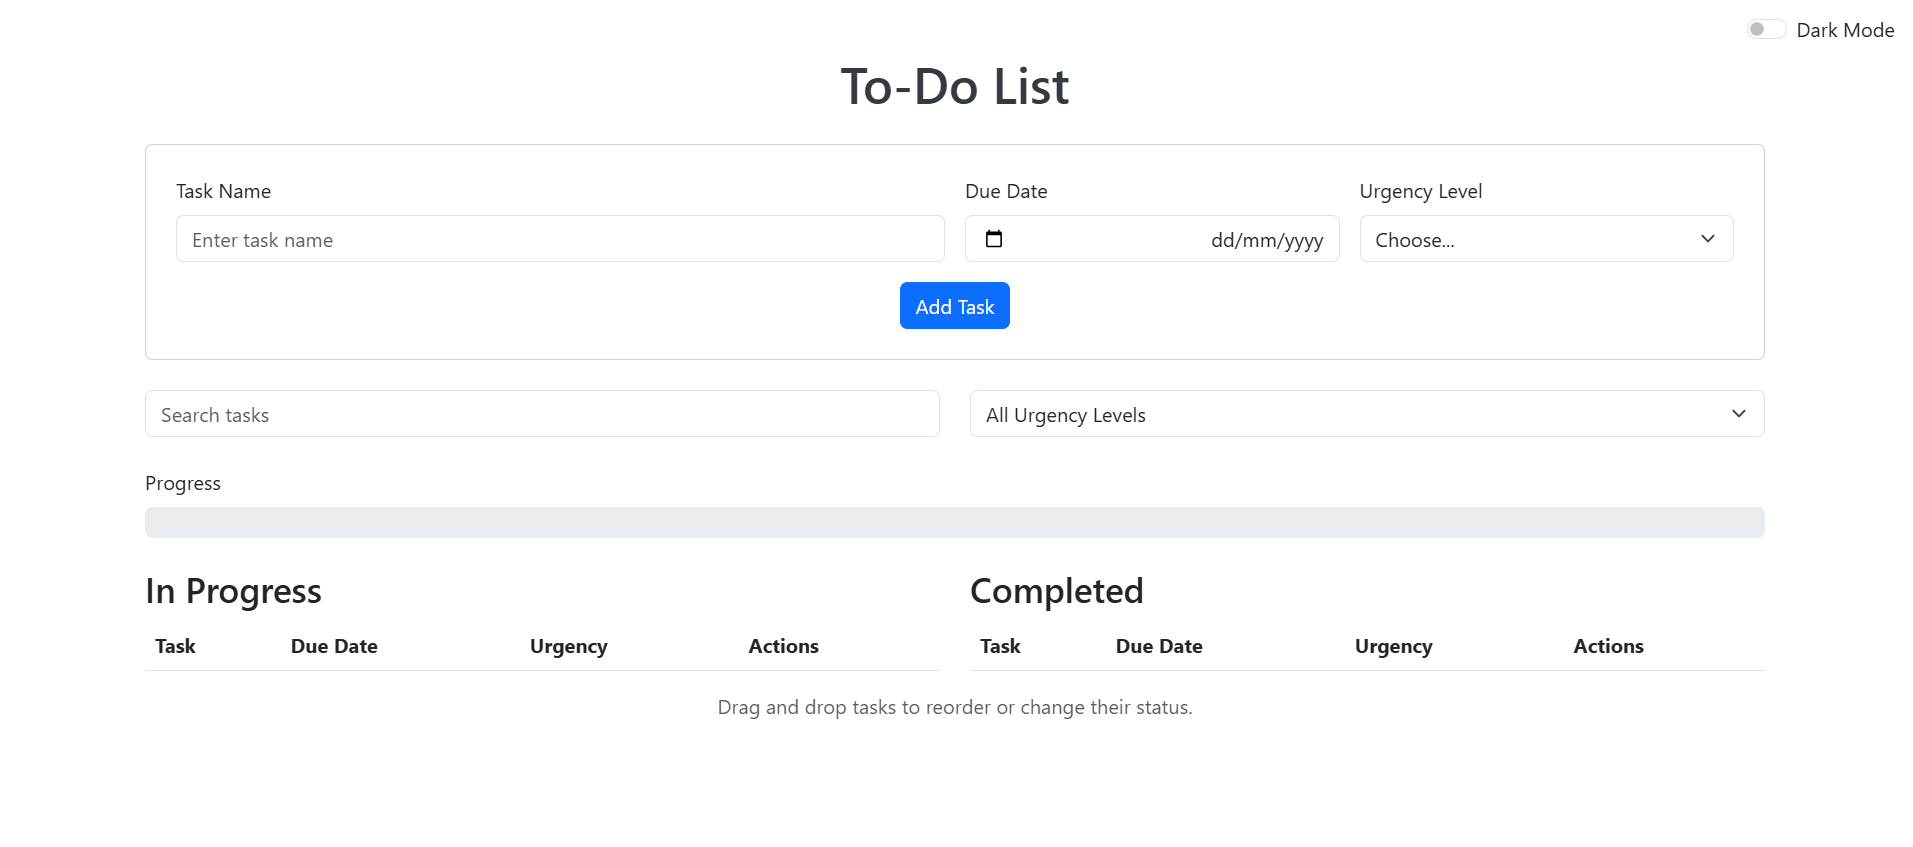 Dark Mode
To-Do List
Task Name
Due Date
Urgency Level
Enter task name
dd/mm/yyyy
Choose...
Add Task
Search tasks
All Urgency Levels
Progress
In Progress
Task Due Date Urgency Actions
Completed
Task Due Date Urgency Actions
Drag and drop tasks to reorder or change their status.